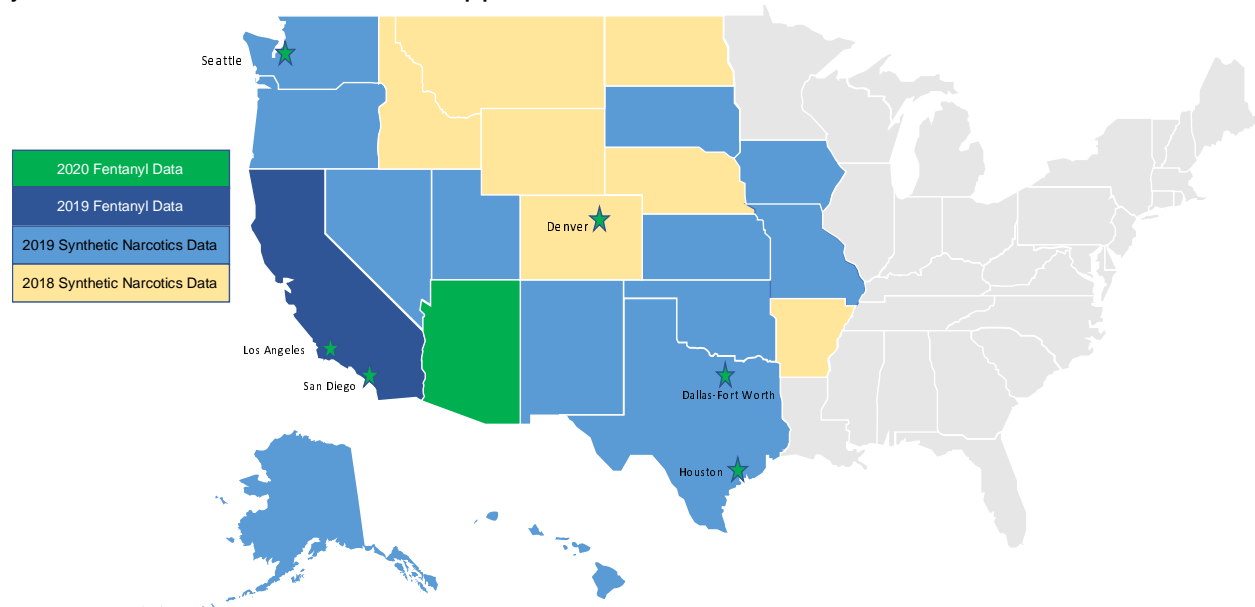 Seattle
2020 Fentanyl Data
2019 Fentanyl Data
2019 Synthetic Narcotics Data
2018 Synthetic Narcotics Data
Denver
Los Angeles
San Diego
Dallas-Fort Worth
Houston